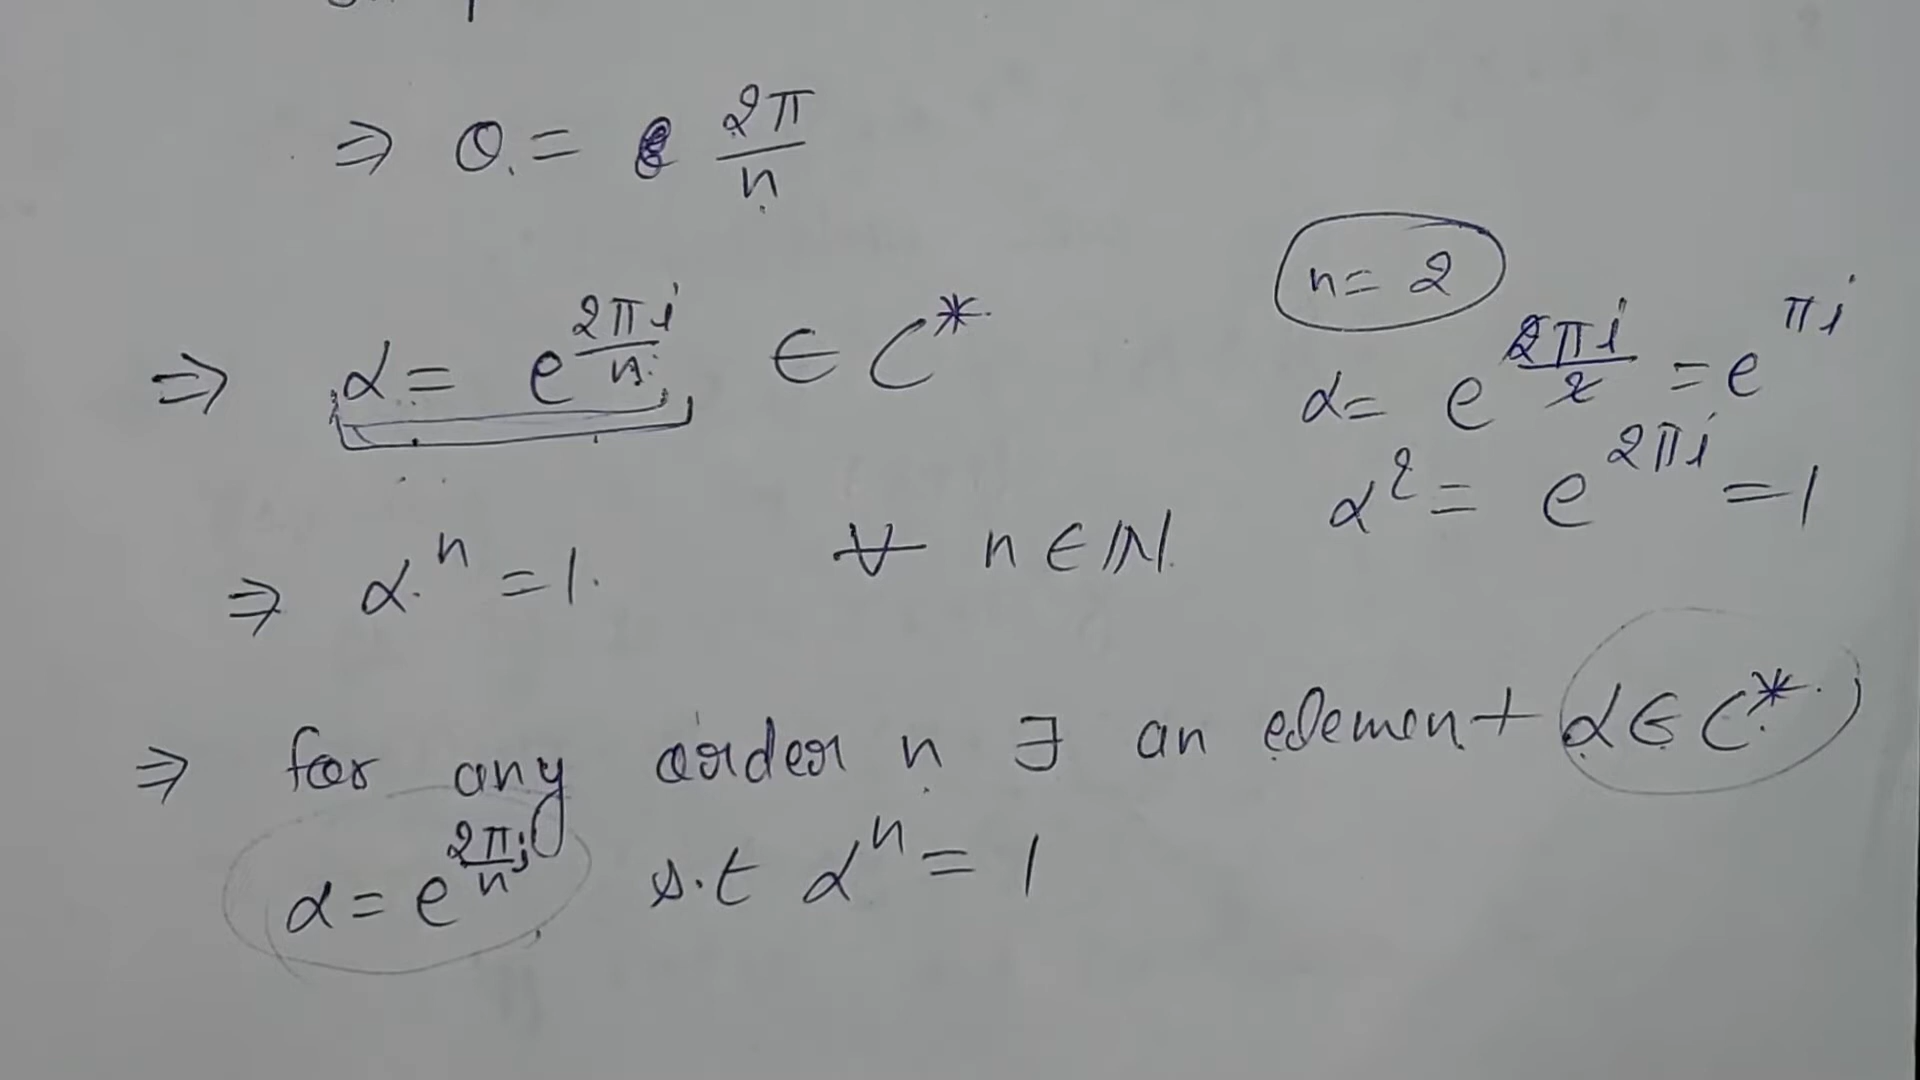 ⇒ θ = 2π/n
⇒ α = e^(2πi/n) ∈ C*
n = 2
α = e^(2πi/2) = e^(πi)
α² = e^(2πi) = 1
⇒ α^n = 1. ∀ n ∈ ℕ
⇒ for any order n ∃ an element α ∈ C*
α = e^(2πi/n) s.t α^n = 1